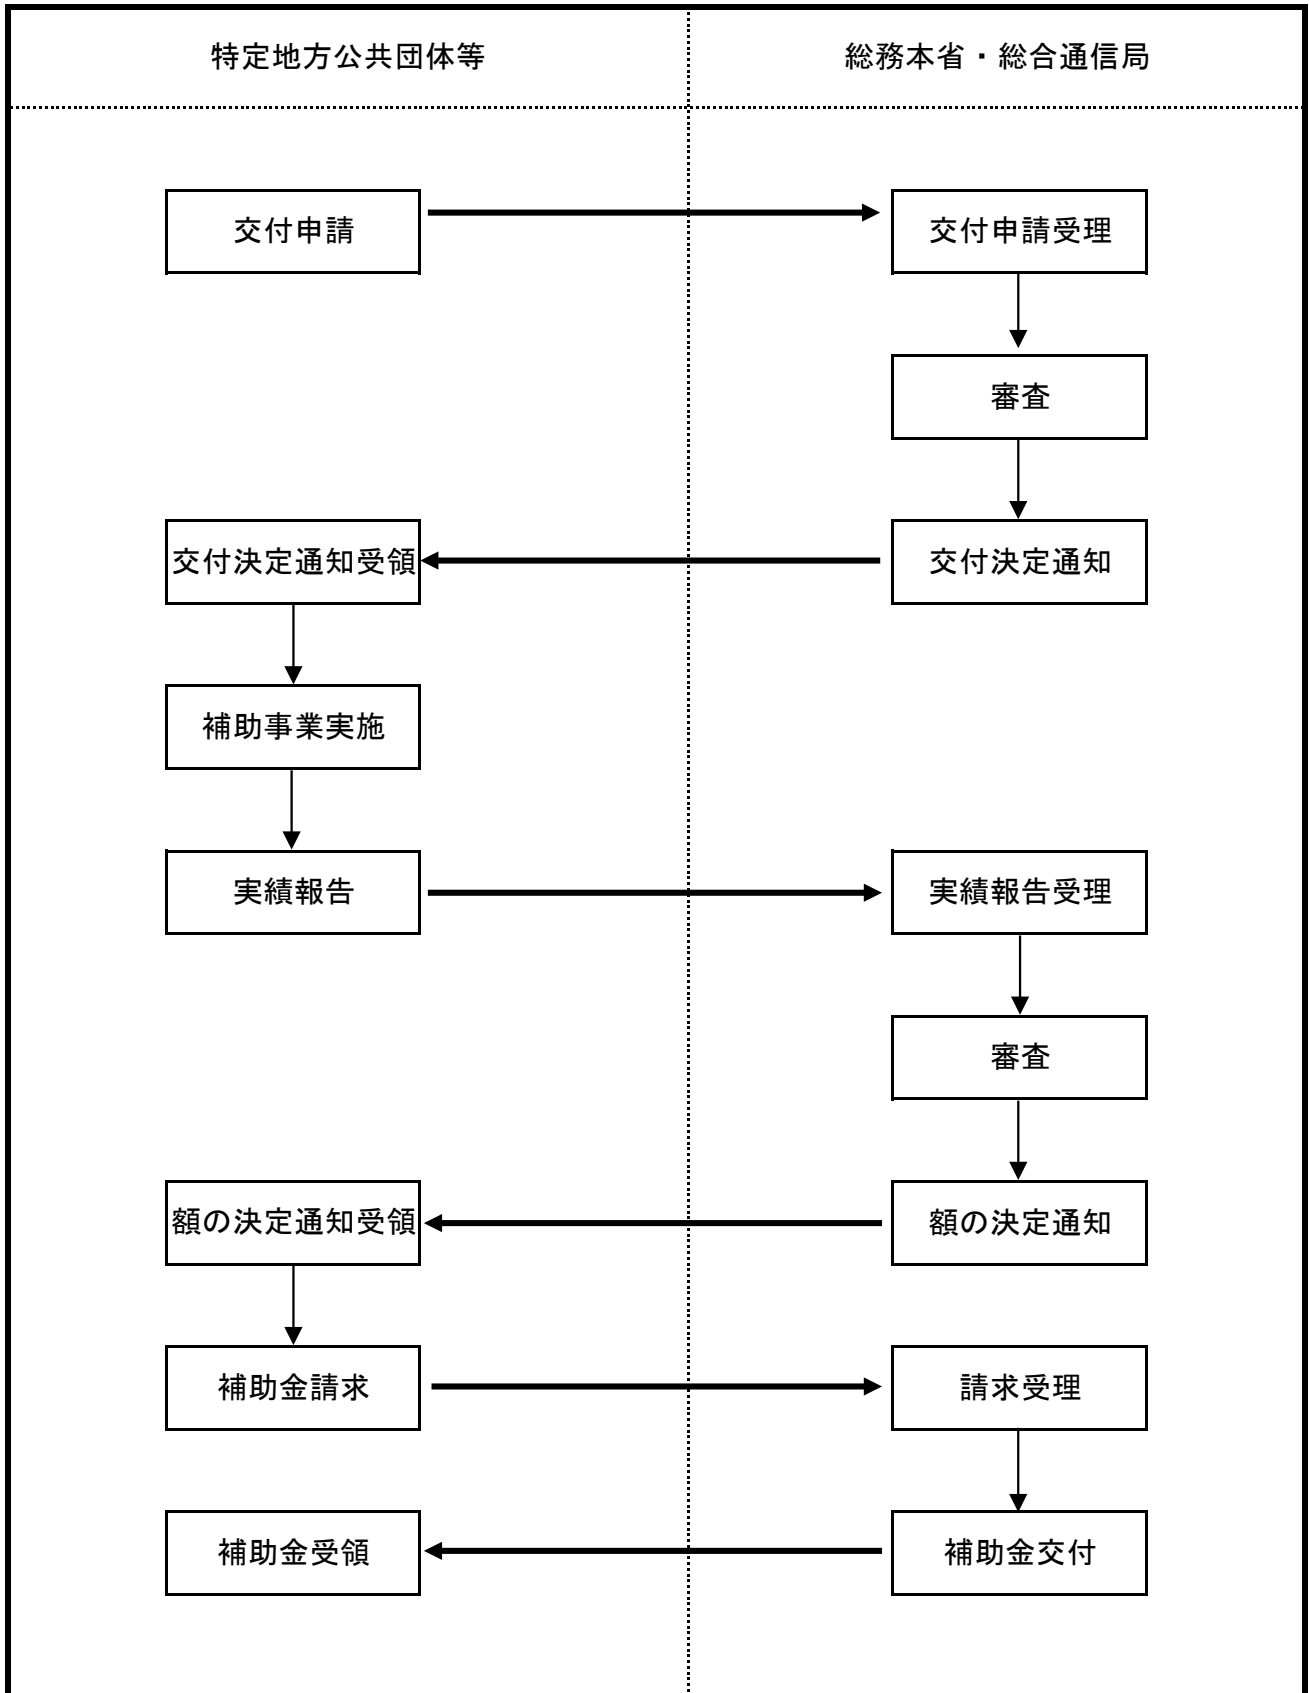 特定地方公共団体等
総務本省・総合通信局
交付申請
交付申請受理
審査
交付決定通知受領
交付決定通知
補助事業実施
実績報告
実績報告受理
審査
額の決定通知受領
額の決定通知
補助金請求
請求受理
補助金受領
補助金交付